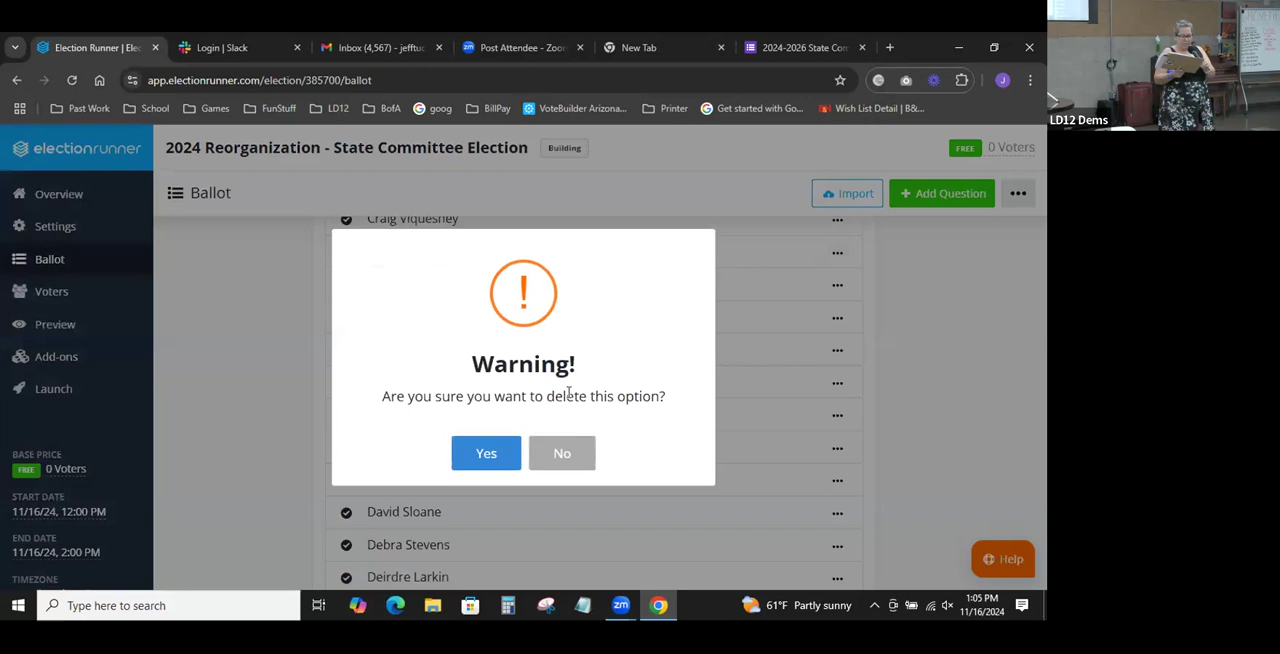 Election Runner | Elec
Login | Slack
Inbox (4,567) - jefftuc
Post Attendee - Zoo
New Tab
2024-2026 State Com
app.electionrunner.com/election/385700/ballot
Past Work
School
Games
FunStuff
LD12
BofA
goog
BillPay
VoteBuilder Arizona...
Printer
Get started with Go...
Wish List Detail | B&...
LD12 Dems
electionrunner
2024 Reorganization - State Committee Election
Building
FREE
0 Voters
Ballot
Import
+ Add Question
Overview
Settings
Ballot
Voters
Preview
Add-ons
Launch
BASE PRICE
FREE 0 Voters
START DATE
11/16/24, 12:00 PM
END DATE
11/16/24, 2:00 PM
TIMEZONE
Craig Viquesney
!
Warning!
Are you sure you want to delete this option?
Yes
No
David Sloane
Debra Stevens
Deirdre Larkin
Help
Type here to search
zm
61°F Partly sunny
1:05 PM
11/16/2024